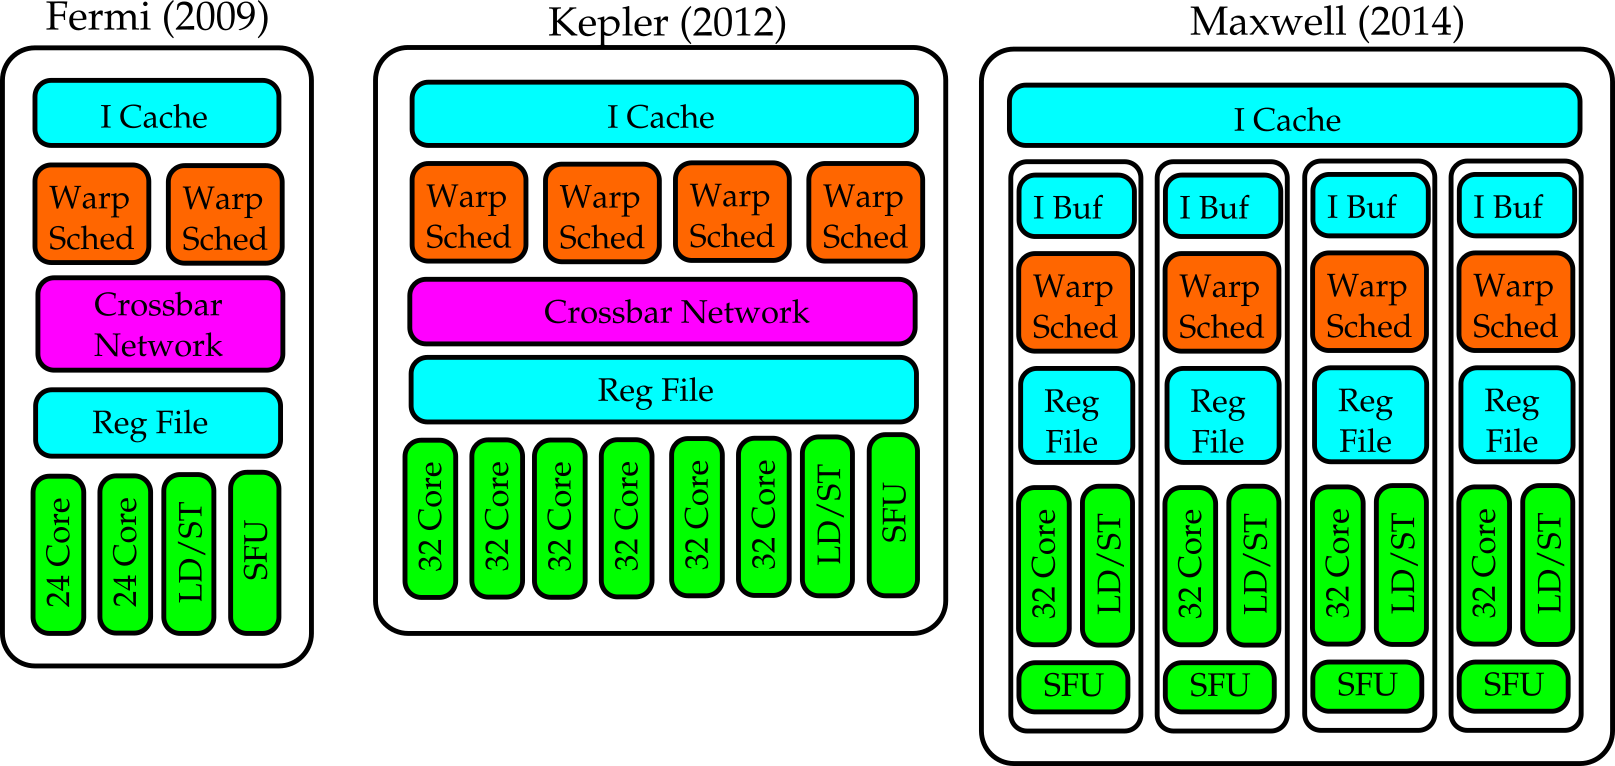 Fermi (2009)
I Cache
Warp
Sched
Warp
Sched
Crossbar
Network
Reg File
24 Core
24 Core
LD/ST
SFU
Kepler (2012)
I Cache
Warp
Sched
Warp
Sched
Warp
Sched
Warp
Sched
Crossbar Network
Reg File
32 Core
32 Core
32 Core
32 Core
32 Core
32 Core
LD/ST
SFU
Maxwell (2014)
I Cache
I Buf
Warp
Sched
Reg
File
32 Core
LD/ST
SFU
I Buf
Warp
Sched
Reg
File
32 Core
LD/ST
SFU
I Buf
Warp
Sched
Reg
File
32 Core
LD/ST
SFU
I Buf
Warp
Sched
Reg
File
32 Core
LD/ST
SFU